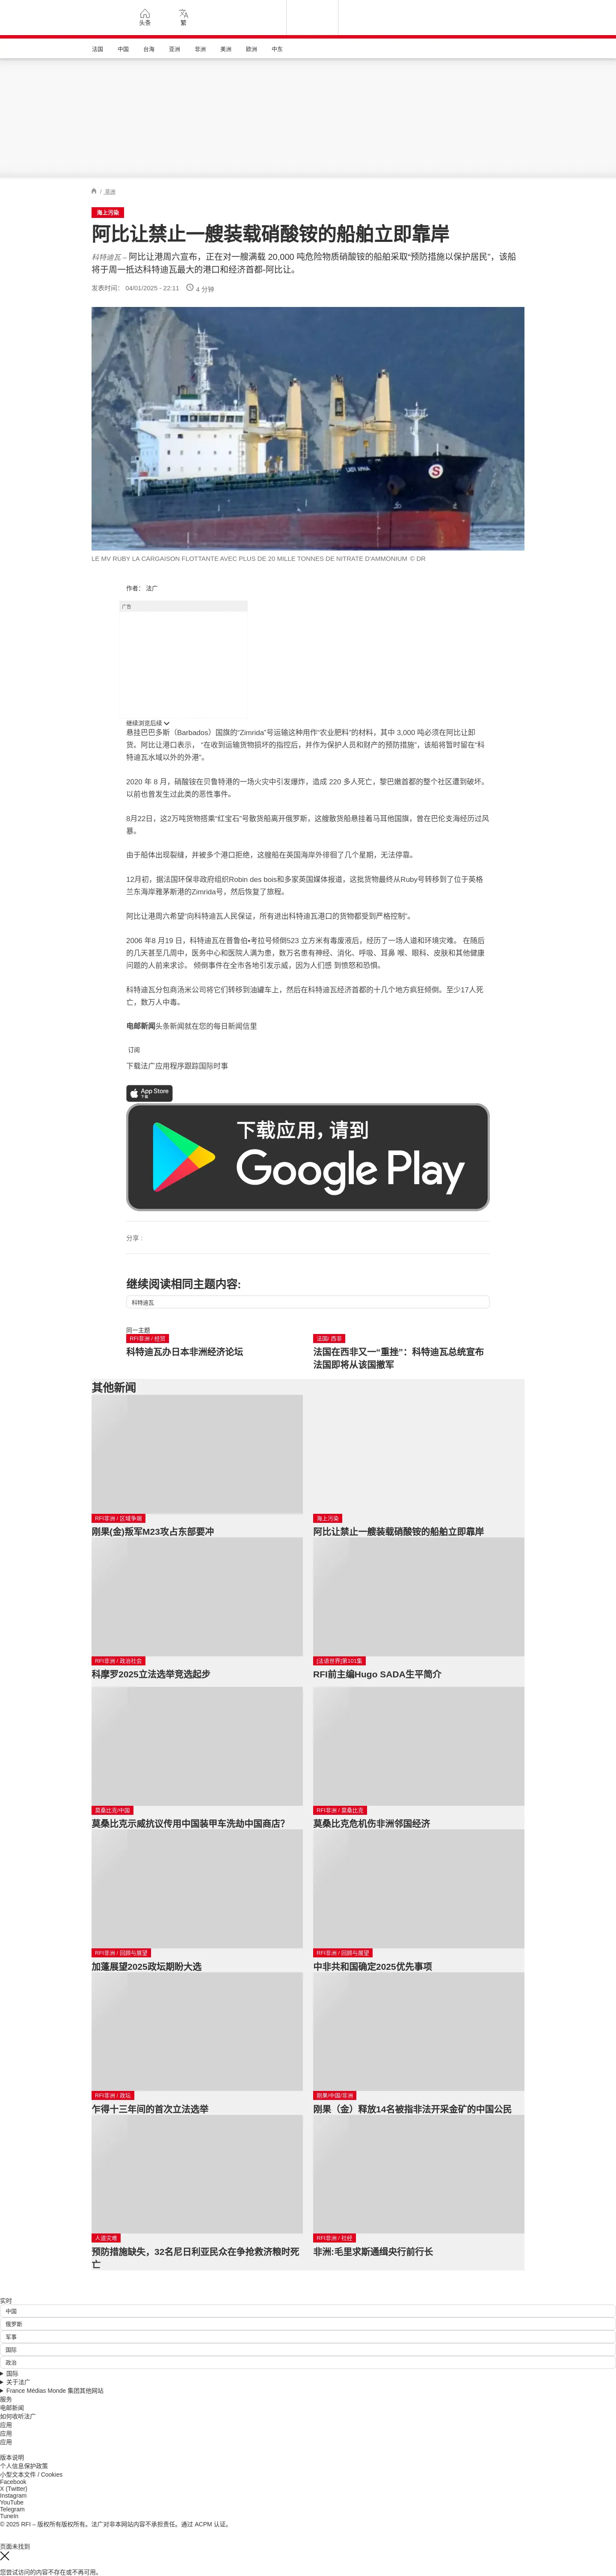 头条
繁
法国
中国
台海
亚洲
非洲
美洲
欧洲
中东
/ 亚洲
海上污染
阿比让禁止一艘装载硝酸铵的船舶立即靠岸
科特迪瓦 – 阿比让港周六宣布，正在对一艘满载 20,000 吨危险物质硝酸铵的船舶采取“预防措施以保护居民”，该船
将于周一抵达科特迪瓦最大的港口和经济首都-阿比让。
发表时间： 04/01/2025 - 22:11 4 分钟
LADY AMNA
S
LE MV RUBY LA CARGAISON FLOTTANTE AVEC PLUS DE 20 MILLE TONNES DE NITRATE D'AMMONIUM © DR
作者： 法广
广告
继续浏览后续
悬挂巴巴多斯（Barbados）国旗的“Zimrida”号运输这种用作“农业肥料”的材料，其中 3,000 吨必须在阿比让卸
货。阿比让港口表示， “在收到运输货物损坏的指控后，并作为保护人员和财产的预防措施”，该船将暂时留在“科
特迪瓦水域以外的外港”。
2020 年 8 月，硝酸铵在贝鲁特港的一场火灾中引发爆炸，造成 220 多人死亡，黎巴嫩首都的整个社区遭到破坏。
以前也曾发生过此类的恶性事件。
8月22日，这2万吨货物搭乘“红宝石”号散货船离开俄罗斯，这艘散货船悬挂着马耳他国旗，曾在巴伦支海经历过风
暴。
由于船体出现裂缝，并被多个港口拒绝，这艘船在英国海岸外徘徊了几个星期，无法停靠。
12月初，据法国环保非政府组织Robin des bois和多家英国媒体报道，这批货物最终从Ruby号转移到了位于英格
兰东海岸雅茅斯港的Zimrida号，然后恢复了旅程。
阿比让港周六希望“向科特迪瓦人民保证，所有进出科特迪瓦港口的货物都受到严格控制”。
2006 年8 月19 日，科特迪瓦在普鲁伯•考拉号倾倒523 立方米有毒废液后，经历了一场人道和环境灾难。 在随后
的几天甚至几周中，医务中心和医院人满为患，数万名患有神经、消化、呼吸、耳鼻 喉、眼科、皮肤和其他健康
问题的人前来求诊。 倾倒事件在全市各地引发示威，因为人们感 到愤怒和恐惧。
科特迪瓦分包商汤米公司将它们转移到油罐车上，然后在科特迪瓦经济首都的十几个地方疯狂倾倒。至少17人死
亡，数万人中毒。
电邮新闻头条新闻就在您的每日新闻信里
订阅
下载法广应用程序跟踪国际时事
App Store
下载
下载应用，请到
Google Play
分享 :
继续阅读相同主题内容:
科特迪瓦
同一主题
RFI非洲 / 经贸
科特迪瓦办日本非洲经济论坛
法国/ 西非
法国在西非又一“重挫”：科特迪瓦总统宣布
法国即将从该国撤军
其他新闻
RFI非洲 / 区域争端
刚果(金)叛军M23攻占东部要冲
海上污染
阿比让禁止一艘装载硝酸铵的船舶立即靠岸
RFI非洲 / 政治社会
科摩罗2025立法选举竞选起步
[法语世界]第101集
RFI前主编Hugo SADA生平简介
莫桑比克/中国
莫桑比克示威抗议传用中国装甲车洗劫中国商店？
RFI非洲 / 莫桑比克
莫桑比克危机伤非洲邻国经济
RFI非洲 / 回顾与展望
加蓬展望2025政坛期盼大选
RFI非洲 / 回顾与展望
中非共和国确定2025优先事项
RFI非洲 / 政坛
乍得十三年间的首次立法选举
刚果/中国/非洲
刚果（金）释放14名被指非法开采金矿的中国公民
人道灾难
预防措施缺失，32名尼日利亚民众在争抢救济粮时死
亡
RFI非洲 / 社经
非洲:毛里求斯通缉央行前行长
实时
中国
俄罗斯
军事
国际
政治
国际
关于法广
France Médias Monde 集团其他网站
服务
电邮新闻
如何收听法广
应用
应用
应用
版本说明
个人信息保护政策
小型文本文件 / Cookies
Facebook
X (Twitter)
Instagram
YouTube
Telegram
TuneIn
© 2025 RFI – 版权所有版权所有。法广对非本网站内容不承担责任。通过 ACPM 认证。
页面未找到
您尝试访问的内容不存在或不再可用。